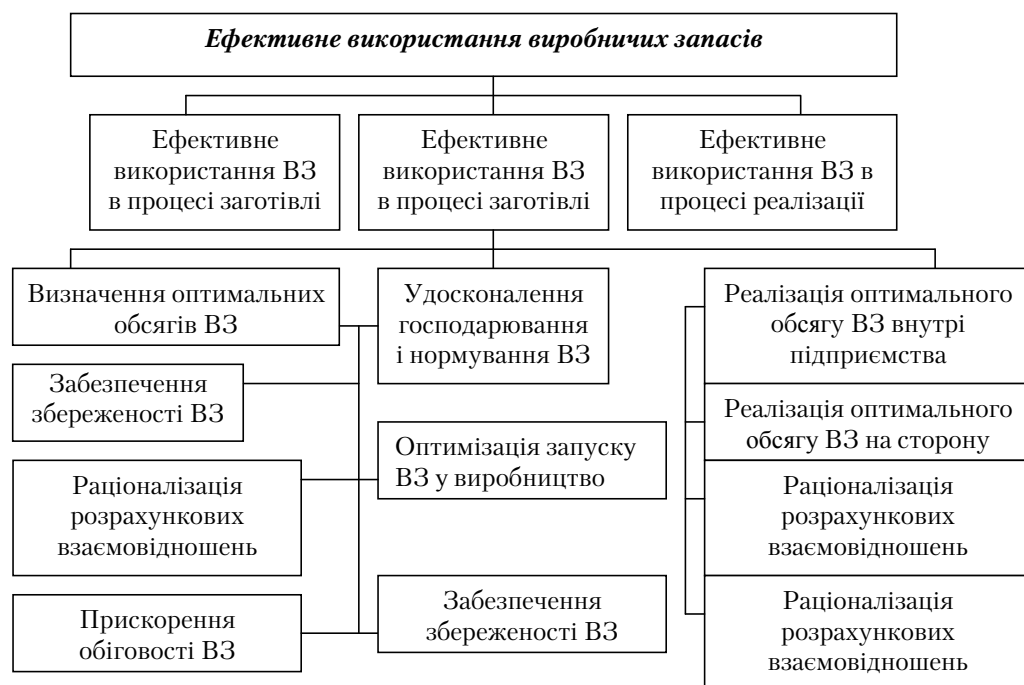 Ефективне використання виробничих запасів
Ефективне
використання ВЗ
в процесі заготівлі
Ефективне
використання ВЗ
в процесі заготівлі
Ефективне
використання ВЗ в
процесі реалізації
Визначення оптимальних
обсягів ВЗ
Забезпечення
збереженості ВЗ
Раціоналізація
розрахункових
взаємовідношень
Прискорення
обіговості ВЗ
Удосконалення
господарювання
і нормування ВЗ
Оптимізація запуску
ВЗ у виробництво
Забезпечення
збереженості ВЗ
Реалізація оптимального
обсягу ВЗ внутрі
підприємства
Реалізація оптимального
обсягу ВЗ на сторону
Раціоналізація
розрахункових
взаємовідношень
Раціоналізація
розрахункових
взаємовідношень